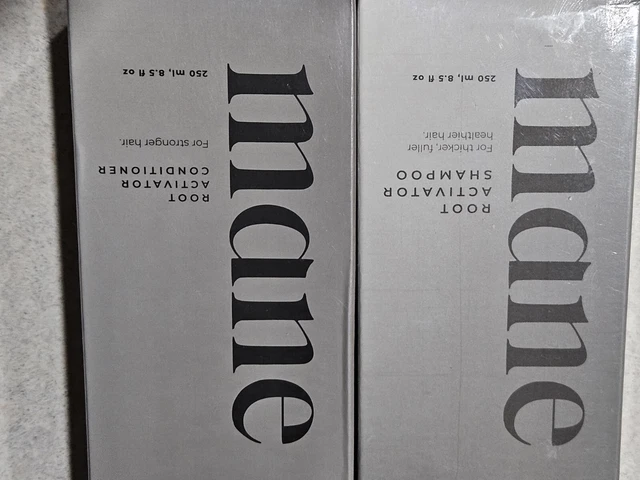 mane
ROOT
ACTIVATOR
CONDITIONER
For stronger hair.
250 ml, 8.5 fl oz
mane
ROOT
ACTIVATOR
SHAMPOO
For thicker, fuller
healthier hair.
250 ml, 8.5 fl oz